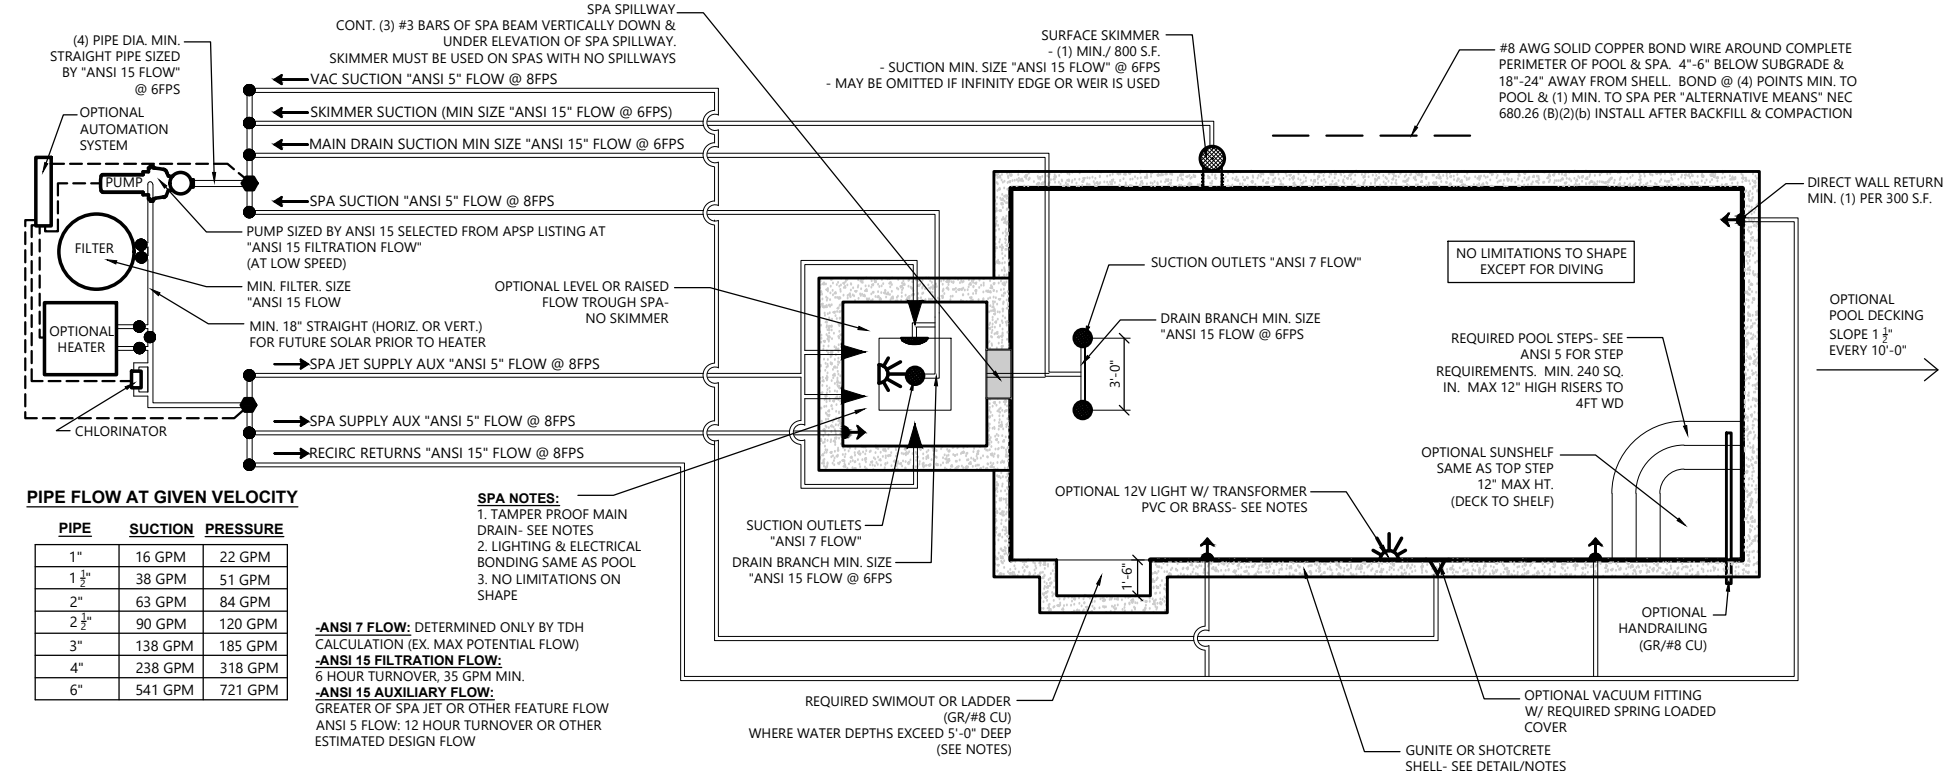 SPA SPILLWAY
CONT. (3) #3 BARS OF SPA BEAM VERTICALLY DOWN &
UNDER ELEVATION OF SPA SPILLWAY.
SKIMMER MUST BE USED ON SPAS WITH NO SPILLWAYS
(4) PIPE DIA. MIN.
STRAIGHT PIPE SIZED
BY "ANSI 15 FLOW"
@ 6FPS
SURFACE SKIMMER
- (1) MIN./ 800 S.F.
- SUCTION MIN. SIZE "ANSI 15 FLOW" @ 6FPS
- MAY BE OMITTED IF INFINITY EDGE OR WEIR IS USED
#8 AWG SOLID COPPER BOND WIRE AROUND COMPLETE
PERIMETER OF POOL & SPA. 4"-6" BELOW SUBGRADE &
18"-24" AWAY FROM SHELL. BOND @ (4) POINTS MIN. TO
POOL & (1) MIN. TO SPA PER "ALTERNATIVE MEANS" NEC
680.26 (B)(2)(b) INSTALL AFTER BACKFILL & COMPACTION
OPTIONAL
AUTOMATION
SYSTEM
VAC SUCTION "ANSI 5" FLOW @ 8FPS
SKIMMER SUCTION (MIN SIZE "ANSI 15" FLOW @ 6FPS)
MAIN DRAIN SUCTION MIN SIZE "ANSI 15" FLOW @ 6FPS
SPA SUCTION "ANSI 5" FLOW @ 8FPS
PUMP
DIRECT WALL RETURN
MIN. (1) PER 300 S.F.
PUMP SIZED BY ANSI 15 SELECTED FROM APSP LISTING AT
"ANSI 15 FILTRATION FLOW"
(AT LOW SPEED)
FILTER
MIN. FILTER. SIZE
"ANSI 15 FLOW
OPTIONAL LEVEL OR RAISED
FLOW TROUGH SPA-
NO SKIMMER
SUCTION OUTLETS "ANSI 7 FLOW"
NO LIMITATIONS TO SHAPE
EXCEPT FOR DIVING
OPTIONAL
HEATER
MIN. 18" STRAIGHT (HORIZ. OR VERT.)
FOR FUTURE SOLAR PRIOR TO HEATER
DRAIN BRANCH MIN. SIZE
"ANSI 15 FLOW @ 6FPS
3'-0"
REQUIRED POOL STEPS- SEE
ANSI 5 FOR STEP
REQUIREMENTS. MIN. 240 SQ.
IN. MAX 12" HIGH RISERS TO
4FT WD
OPTIONAL
POOL DECKING
SLOPE 1 1/2"
EVERY 10'-0"
SPA JET SUPPLY AUX "ANSI 5" FLOW @ 8FPS
SPA SUPPLY AUX "ANSI 5" FLOW @ 8FPS
RECIRC RETURNS "ANSI 15" FLOW @ 8FPS
CHLORINATOR
OPTIONAL SUNSHELF
SAME AS TOP STEP
12" MAX HT.
(DECK TO SHELF)
PIPE FLOW AT GIVEN VELOCITY
PIPE SUCTION PRESSURE
1" 16 GPM 22 GPM
1 1/2" 38 GPM 51 GPM
2" 63 GPM 84 GPM
2 1/2" 90 GPM 120 GPM
3" 138 GPM 185 GPM
4" 238 GPM 318 GPM
6" 541 GPM 721 GPM
SPA NOTES:
1. TAMPER PROOF MAIN
DRAIN- SEE NOTES
2. LIGHTING & ELECTRICAL
BONDING SAME AS POOL
3. NO LIMITATIONS ON
SHAPE
SUCTION OUTLETS
"ANSI 7 FLOW"
DRAIN BRANCH MIN. SIZE
"ANSI 15 FLOW @ 6FPS
OPTIONAL 12V LIGHT W/ TRANSFORMER
PVC OR BRASS- SEE NOTES
1'-6"
OPTIONAL
HANDRAILING
(GR/#8 CU)
-ANSI 7 FLOW: DETERMINED ONLY BY TDH
CALCULATION (EX. MAX POTENTIAL FLOW)
-ANSI 15 FILTRATION FLOW:
6 HOUR TURNOVER, 35 GPM MIN.
-ANSI 15 AUXILIARY FLOW:
GREATER OF SPA JET OR OTHER FEATURE FLOW
ANSI 5 FLOW: 12 HOUR TURNOVER OR OTHER
ESTIMATED DESIGN FLOW
REQUIRED SWIMOUT OR LADDER
(GR/#8 CU)
WHERE WATER DEPTHS EXCEED 5'-0" DEEP
(SEE NOTES)
OPTIONAL VACUUM FITTING
W/ REQUIRED SPRING LOADED
COVER
GUNITE OR SHOTCRETE
SHELL- SEE DETAIL/NOTES